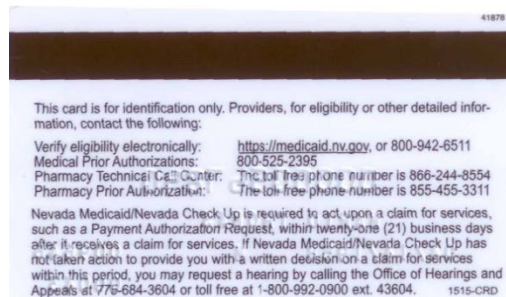 41878
This card is for identification only. Providers, for eligibility or other detailed infor-
mation, contact the following:
Verify eligibility electronically: https://medicaid.nv.gov, or 800-942-6511
Medical Prior Authorizations: 800-525-2395
Pharmacy Technical Call Center: The toll free phone number is 866-244-8554
Pharmacy Prior Authorization: The toll free phone number is 855-455-3311
Nevada Medicaid/Nevada Check Up is required to act upon a claim for services,
such as a Payment Authorization Request, within twenty-one (21) business days
after it receives a claim for services. If Nevada Medicaid/Nevada Check Up has
not taken action to provide you with a written decision on a claim for services
within this period, you may request a hearing by calling the Office of Hearings and
Appeals at 775-684-3604 or toll free at 1-800-992-0900 ext. 43604. 1515-CRD